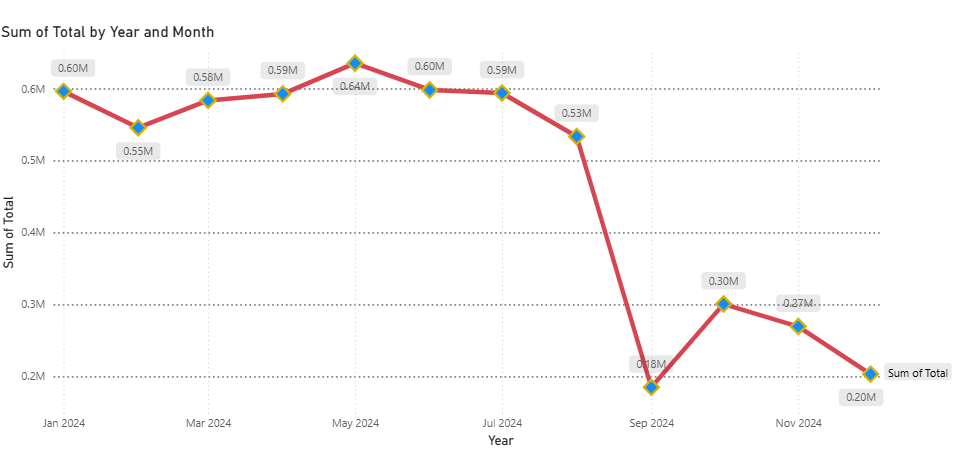 Sum of Total by Year and Month
0.60M
0.55M
0.58M
0.59M
0.64M
0.60M
0.59M
0.53M
0.18M
0.30M
0.27M
0.20M
Sum of Total
0.6M
0.5M
0.4M
0.3M
0.2M
Sum of Total
Jan 2024
Mar 2024
May 2024
Jul 2024
Sep 2024
Nov 2024
Year